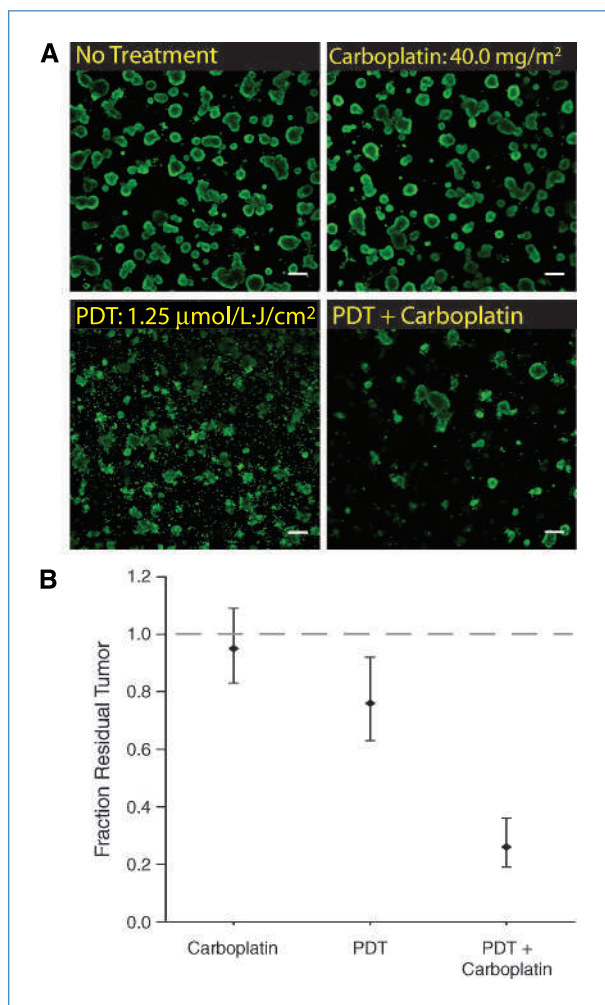 A
No Treatment
Carboplatin: 40.0 mg/m²
PDT: 1.25 μmol/L·J/cm²
PDT + Carboplatin
B
1.2
1.0
0.8
0.6
0.4
0.2
0.0
Fraction Residual Tumor
Carboplatin
PDT
PDT +
Carboplatin